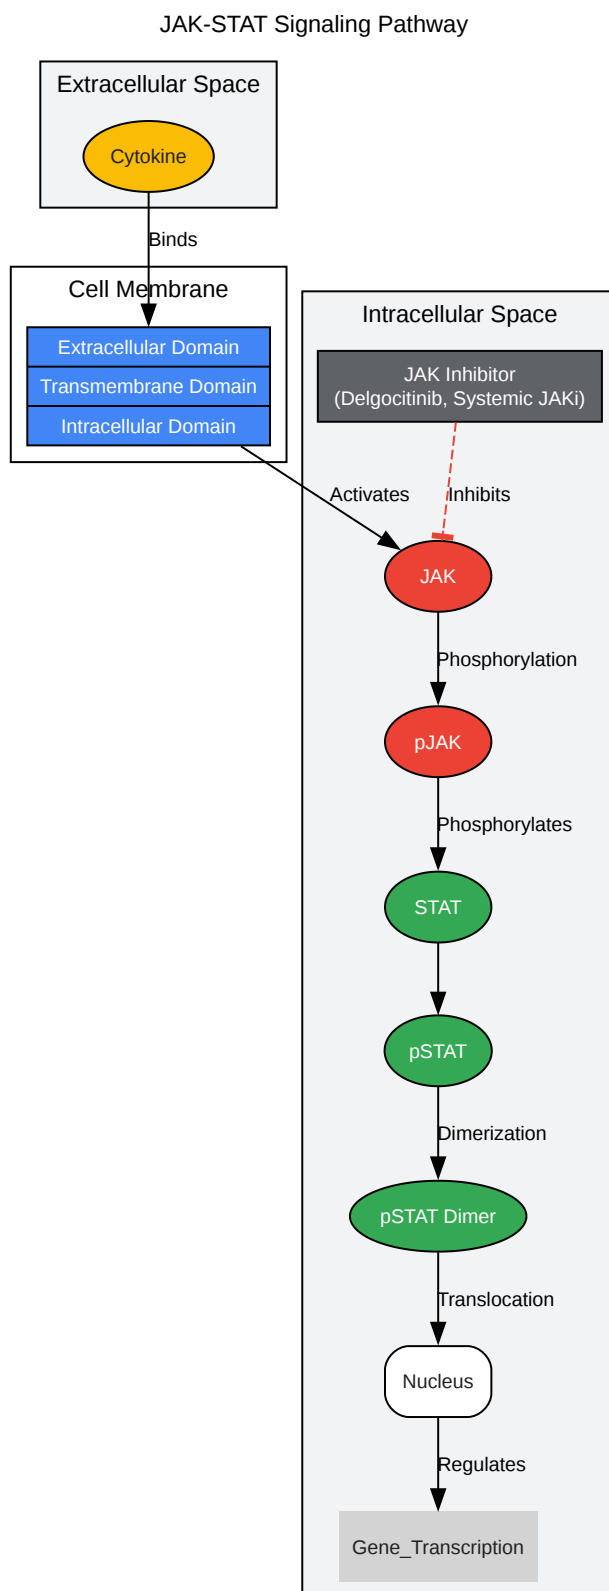 JAK-STAT Signaling Pathway
Extracellular Space
Cytokine
Binds
Cell Membrane
Extracellular Domain
Transmembrane Domain
Intracellular Domain
Intracellular Space
JAK Inhibitor
(Delgocitinib, Systemic JAKi)
Activates
Inhibits
JAK
Phosphorylation
pJAK
Phosphorylates
STAT
pSTAT
Dimerization
pSTAT Dimer
Translocation
Nucleus
Regulates
Gene_Transcription